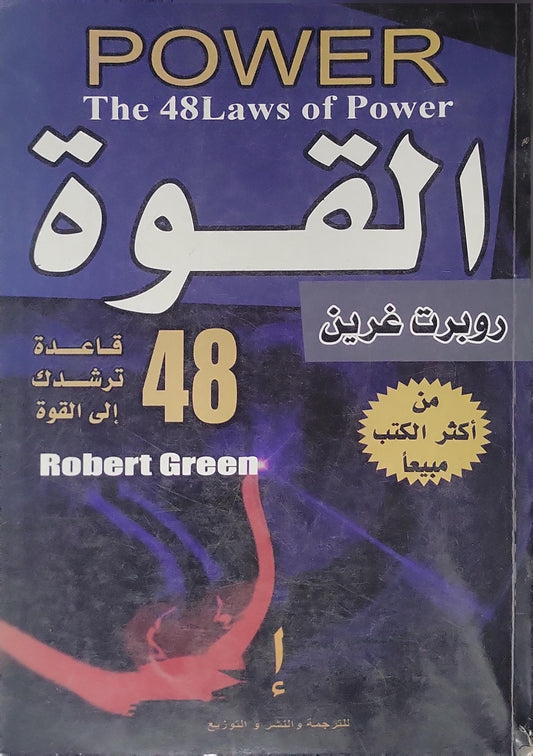 POWER
The 48Laws of Power
القوة
روبرت غرين
48
قاعدة
ترشدك
إلى القوة
من
أكثر الكتب
مبيعاً
Robert Green
إ
للترجمة والنشر و التوزيع